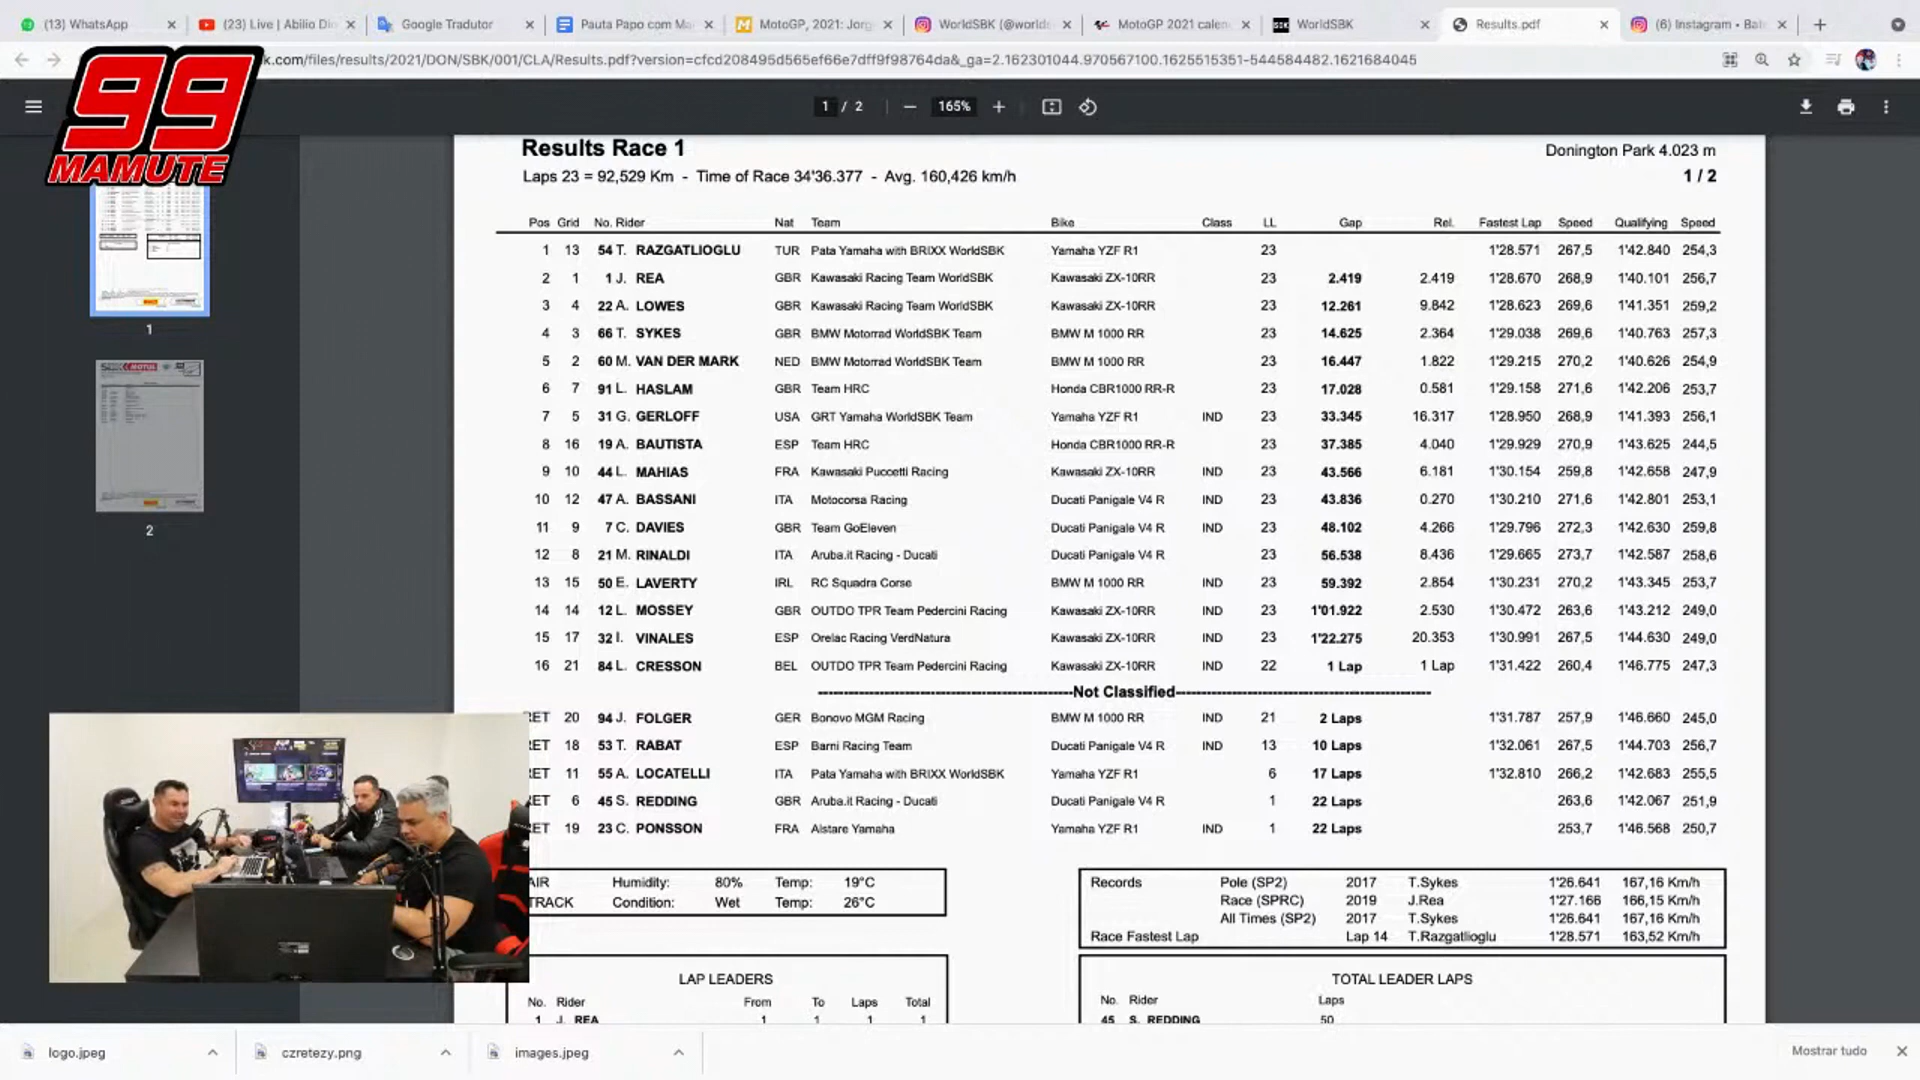 (13) WhatsApp
(23) Live | Abilio Di
Google Tradutor
Pauta Papo com Ma
MotoGP, 2021: Jorg
WorldSBK (@worlds
MotoGP 2021 calen
WorldSBK
Results.pdf
(6) Instagram • Bat
k.com/files/results/2021/DON/SBK/001/CLA/Results.pdf?version=cfcd208495d565ef66e7dff9f98764da&_ga=2.162301044.970567100.1625515351-544584482.1621684045
99
MAMUTE
1 / 2
165%
1
2
Results Race 1
Donington Park 4.023 m
Laps 23 = 92,529 Km - Time of Race 34'36.377 - Avg. 160,426 km/h
1 / 2
Pos Grid No. Rider Nat Team Bike Class LL Gap Rel. Fastest Lap Speed Qualifying Speed
1 13 54 T. RAZGATLIOGLU TUR Pata Yamaha with BRIXX WorldSBK Yamaha YZF R1 23 1'28.571 267,5 1'42.840 254,3
2 1 1 J. REA GBR Kawasaki Racing Team WorldSBK Kawasaki ZX-10RR 23 2.419 2.419 1'28.670 268,9 1'40.101 256,7
3 4 22 A. LOWES GBR Kawasaki Racing Team WorldSBK Kawasaki ZX-10RR 23 12.261 9.842 1'28.623 269,6 1'41.351 259,2
4 3 66 T. SYKES GBR BMW Motorrad WorldSBK Team BMW M 1000 RR 23 14.625 2.364 1'29.038 269,6 1'40.763 257,3
5 2 60 M. VAN DER MARK NED BMW Motorrad WorldSBK Team BMW M 1000 RR 23 16.447 1.822 1'29.215 270,2 1'40.626 254,9
6 7 91 L. HASLAM GBR Team HRC Honda CBR1000 RR-R 23 17.028 0.581 1'29.158 271,6 1'42.206 253,7
7 5 31 G. GERLOFF USA GRT Yamaha WorldSBK Team Yamaha YZF R1 IND 23 33.345 16.317 1'28.950 268,9 1'41.393 256,1
8 16 19 A. BAUTISTA ESP Team HRC Honda CBR1000 RR-R 23 37.385 4.040 1'29.929 270,9 1'43.625 244,5
9 10 44 L. MAHIAS FRA Kawasaki Puccetti Racing Kawasaki ZX-10RR IND 23 43.566 6.181 1'30.154 259,8 1'42.658 247,9
10 12 47 A. BASSANI ITA Motocorsa Racing Ducati Panigale V4 R IND 23 43.836 0.270 1'30.210 271,6 1'42.801 253,1
11 9 7 C. DAVIES GBR Team GoEleven Ducati Panigale V4 R IND 23 48.102 4.266 1'29.796 272,3 1'42.630 259,8
12 8 21 M. RINALDI ITA Aruba.it Racing - Ducati Ducati Panigale V4 R 23 56.538 8.436 1'29.665 273,7 1'42.587 258,6
13 15 50 E. LAVERTY IRL RC Squadra Corse BMW M 1000 RR IND 23 59.392 2.854 1'30.231 270,2 1'43.345 253,7
14 14 12 L. MOSSEY GBR OUTDO TPR Team Pedercini Racing Kawasaki ZX-10RR IND 23 1'01.922 2.530 1'30.472 263,6 1'43.212 249,0
15 17 32 I. VINALES ESP Orelac Racing VerdNatura Kawasaki ZX-10RR IND 23 1'22.275 20.353 1'30.991 267,5 1'44.630 249,0
16 21 84 L. CRESSON BEL OUTDO TPR Team Pedercini Racing Kawasaki ZX-10RR IND 22 1 Lap 1 Lap 1'31.422 260,4 1'46.775 247,3
Not Classified
RET 20 94 J. FOLGER GER Bonovo MGM Racing BMW M 1000 RR IND 21 2 Laps 1'31.787 257,9 1'46.660 245,0
RET 18 53 T. RABAT ESP Barni Racing Team Ducati Panigale V4 R IND 13 10 Laps 1'32.061 267,5 1'44.703 256,7
RET 11 55 A. LOCATELLI ITA Pata Yamaha with BRIXX WorldSBK Yamaha YZF R1 6 17 Laps 1'32.810 266,2 1'42.683 255,5
RET 6 45 S. REDDING GBR Aruba.it Racing - Ducati Ducati Panigale V4 R 1 22 Laps 263,6 1'42.067 251,9
RET 19 23 C. PONSSON FRA Alstare Yamaha Yamaha YZF R1 IND 1 22 Laps 253,7 1'46.568 250,7
AIR Humidity: 80% Temp: 19°C
TRACK Condition: Wet Temp: 26°C
Records Pole (SP2) 2017 T.Sykes 1'26.641 167,16 Km/h
Race (SPRC) 2019 J.Rea 1'27.166 166,15 Km/h
All Times (SP2) 2017 T.Sykes 1'26.641 167,16 Km/h
Race Fastest Lap Lap 14 T.Razgatlioglu 1'28.571 163,52 Km/h
LAP LEADERS
No. Rider From To Laps Total
1 J. REA 1 1 1 1
TOTAL LEADER LAPS
No. Rider Laps
45 S. REDDING 50
logo.jpeg
czretezy.png
images.jpeg
Mostrar tudo